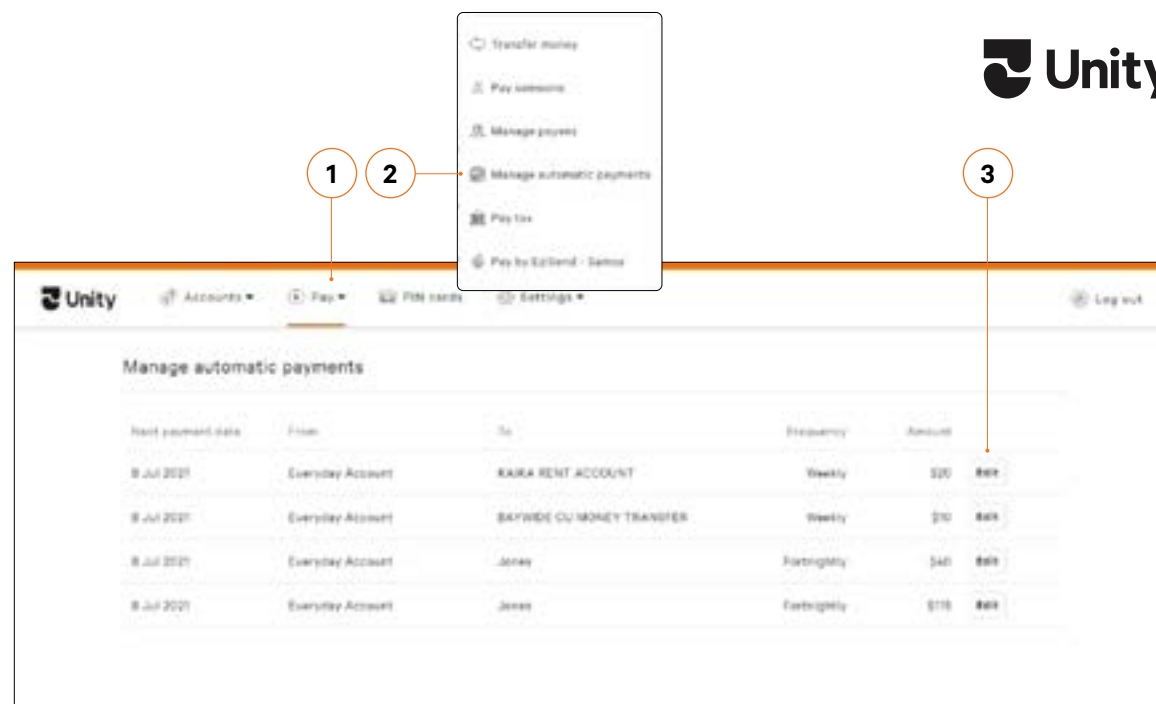 Transfer money
Pay someone
Manage payees
Manage automatic payments
Pay tax
Pay by EziSend - Samoa
Unity
1
2
3
Unity Accounts Pay PIN cards Settings Log out
Manage automatic payments
Next payment date From To Frequency Amount
8 Jul 2021 Everyday Account RENT ACCOUNT Weekly $20 Edit
8 Jul 2021 Everyday Account BAYWIDE CU MONEY TRANSFER Weekly $10 Edit
8 Jul 2021 Everyday Account Jones Fortnightly $40 Edit
8 Jul 2021 Everyday Account Jones Fortnightly $115 Edit